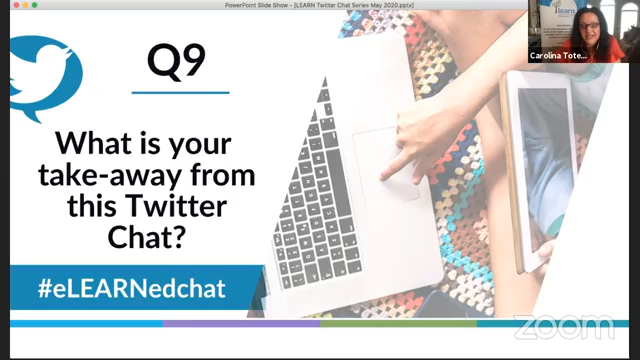 PowerPoint Slide Show - [LEARN Twitter Chat Series May 2020.pptx]
Q9
What is your
take-away from
this Twitter
Chat?
#eLEARNedchat
learn
Carolina Tote...
zoom